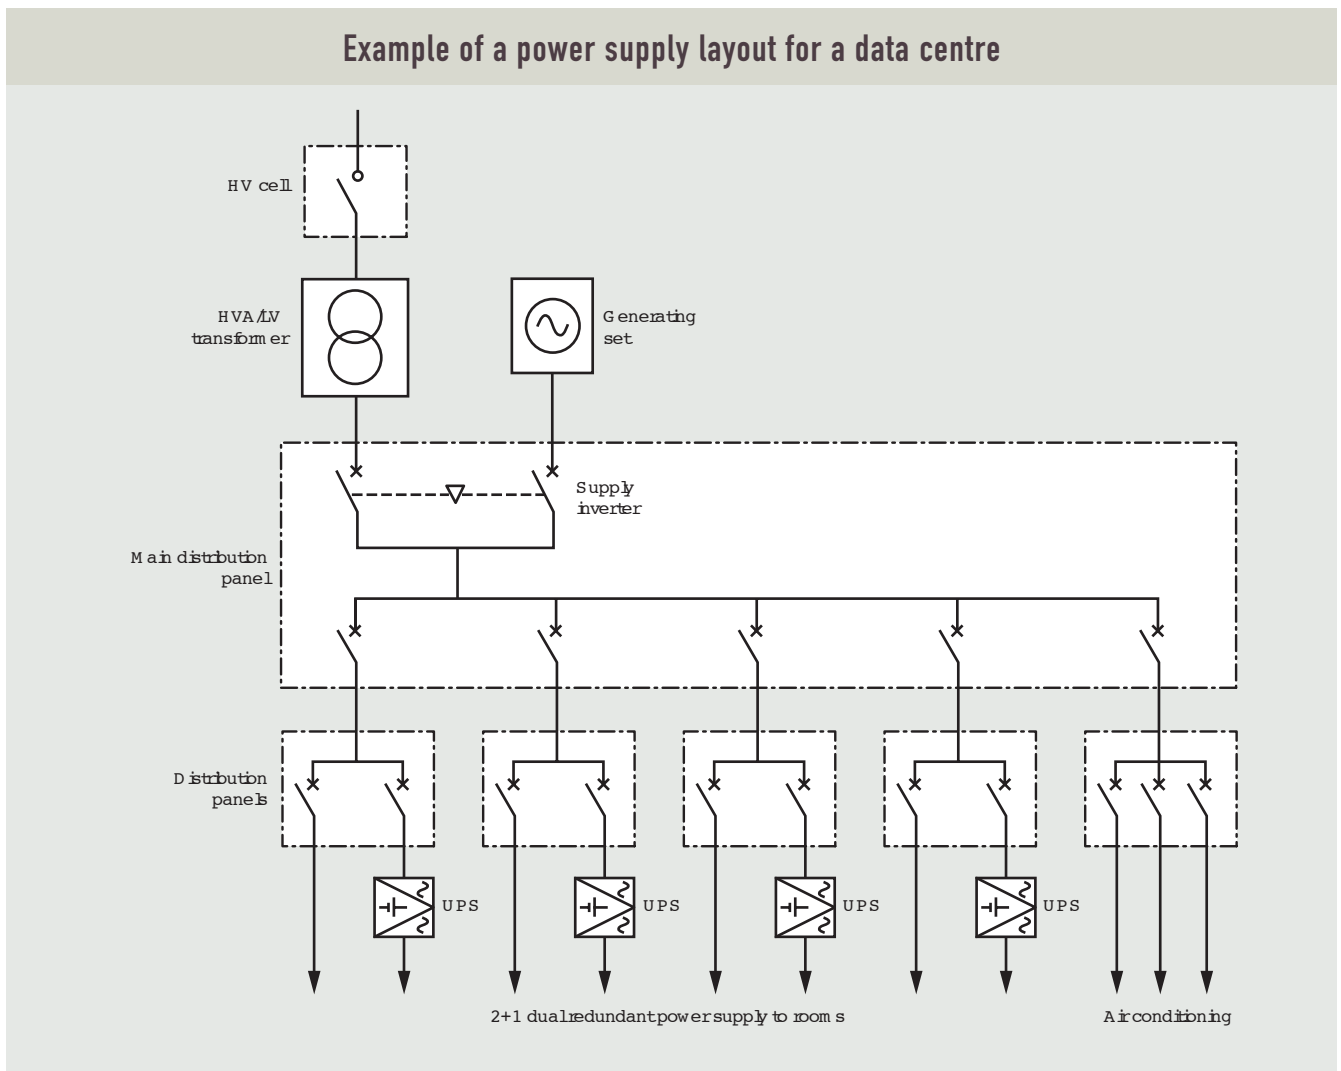 Example of a power supply layout for a data centre
HV cell
HVA/LV
transformer
Generating
set
Supply
inverter
Main distribution
panel
Distribution
panels
UPS
UPS
UPS
UPS
2+1 dual redundant power supply to rooms
Air conditioning